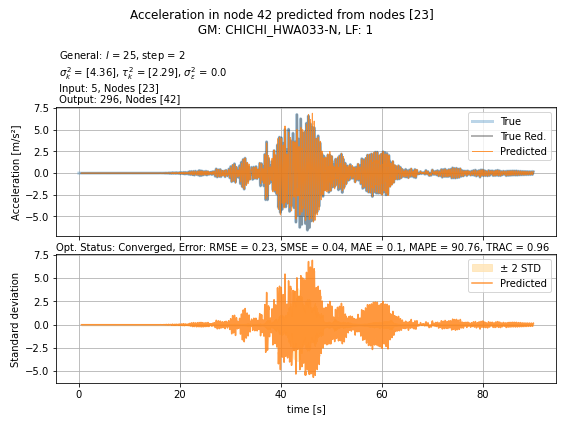 Acceleration in node 42 predicted from nodes [23]
GM: CHICHI_HWA033-N, LF: 1
General: l = 25, step = 2
σ²ₖ = [4.36], τ²ₖ = [2.29], σ²ε = 0.0
Input: 5, Nodes [23]
Output: 296, Nodes [42]
Acceleration [m/s²]
7.5
5.0
2.5
0.0
−2.5
−5.0
True
True Red.
Predicted
Opt. Status: Converged, Error: RMSE = 0.23, SMSE = 0.04, MAE = 0.1, MAPE = 90.76, TRAC = 0.96
Standard deviation
7.5
5.0
2.5
0.0
−2.5
−5.0
± 2 STD
Predicted
0 20 40 60 80
time [s]